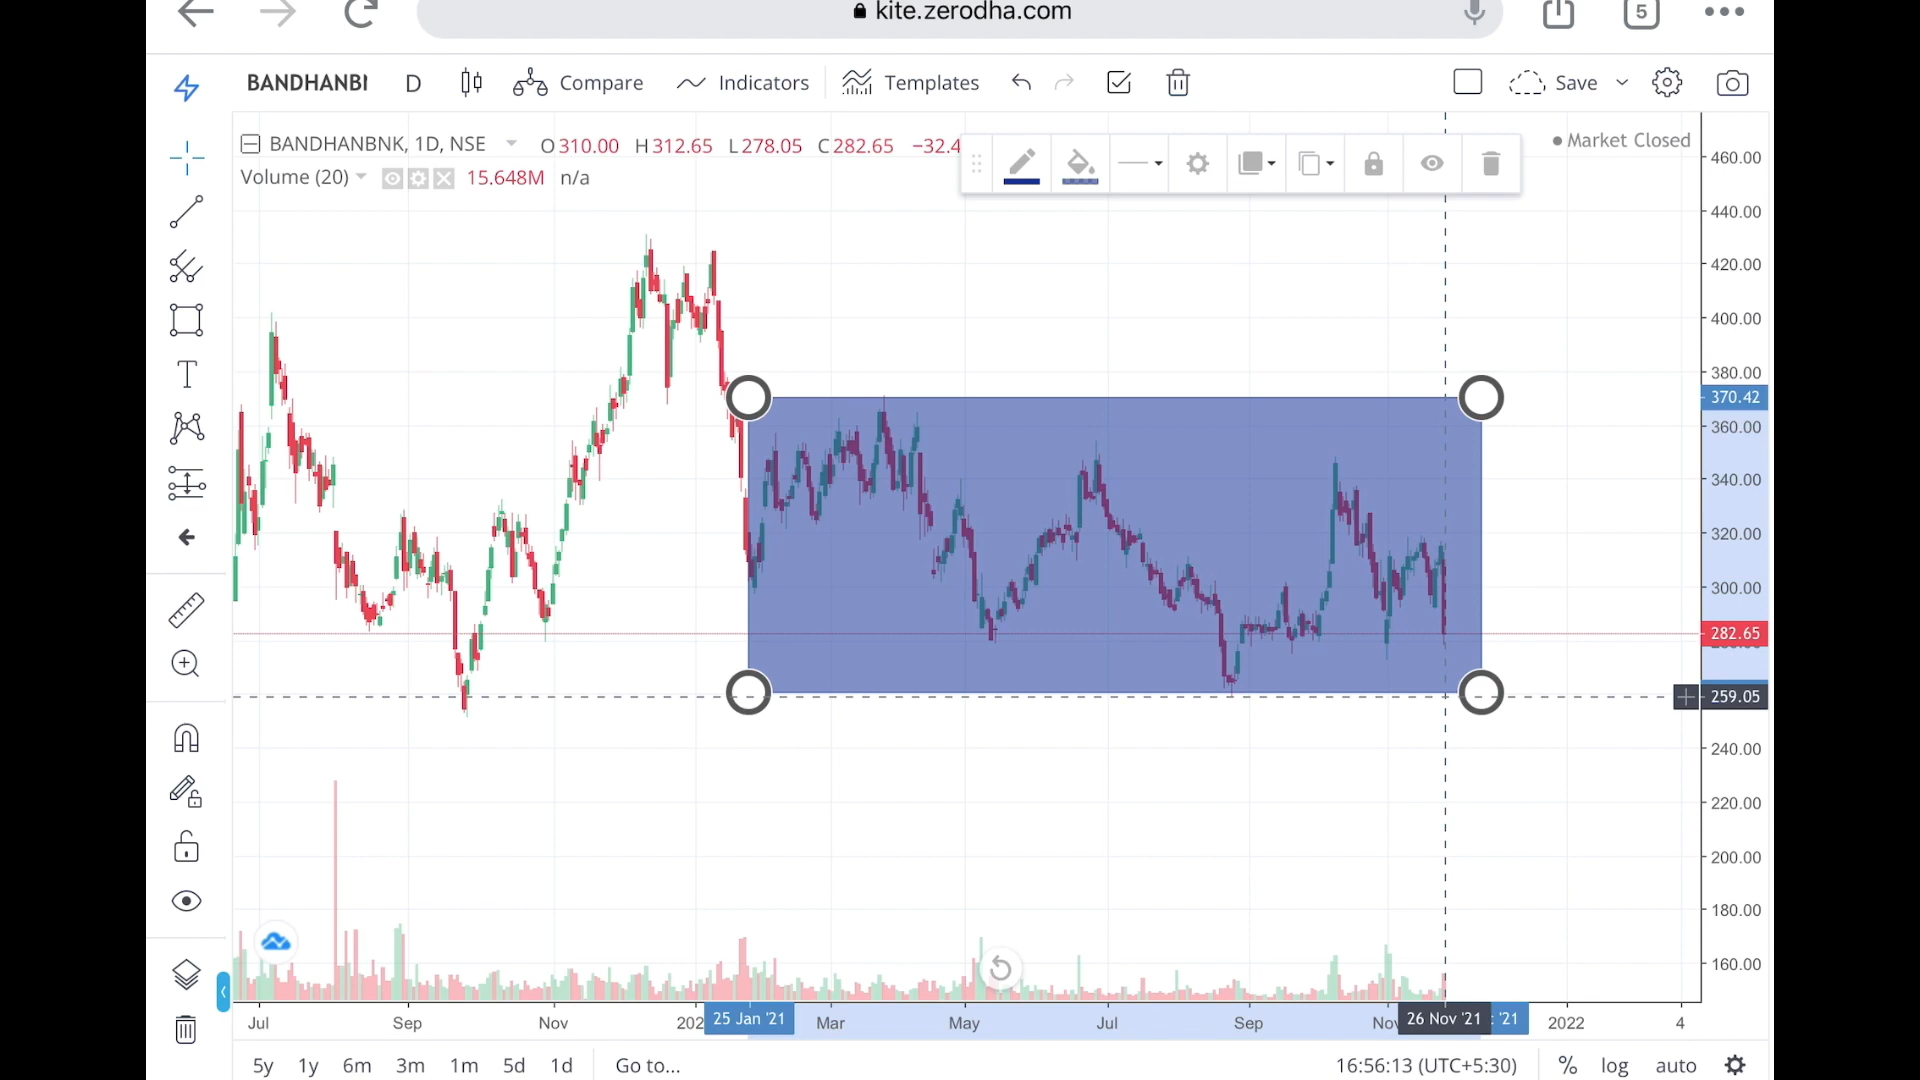 kite.zerodha.com
5
BANDHANBI D Compare Indicators Templates Save
BANDHANBNK, 1D, NSE O310.00 H312.65 L278.05 C282.65 −32.4
Market Closed
Volume (20) 15.648M n/a
460.00
440.00
420.00
400.00
380.00
370.42
360.00
340.00
320.00
300.00
282.65
259.05
240.00
220.00
200.00
180.00
160.00
Jul Sep Nov 202 25 Jan '21 Mar May Jul Sep Nov 26 Nov '21 '21 2022 4
5y 1y 6m 3m 1m 5d 1d Go to... 16:56:13 (UTC+5:30) % log auto